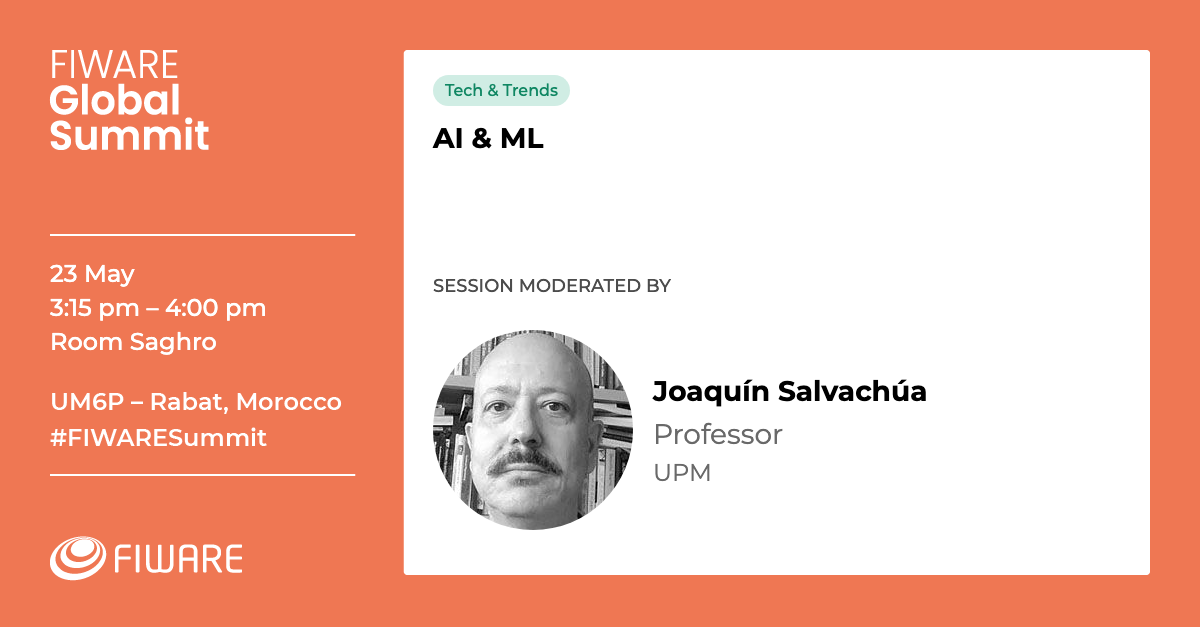 FIWARE
Global
Summit
23 May
3:15 pm – 4:00 pm
Room Saghro
UM6P – Rabat, Morocco
#FIWARESummit
FIWARE
Tech & Trends
AI & ML
SESSION MODERATED BY
Joaquín Salvachúa
Professor
UPM